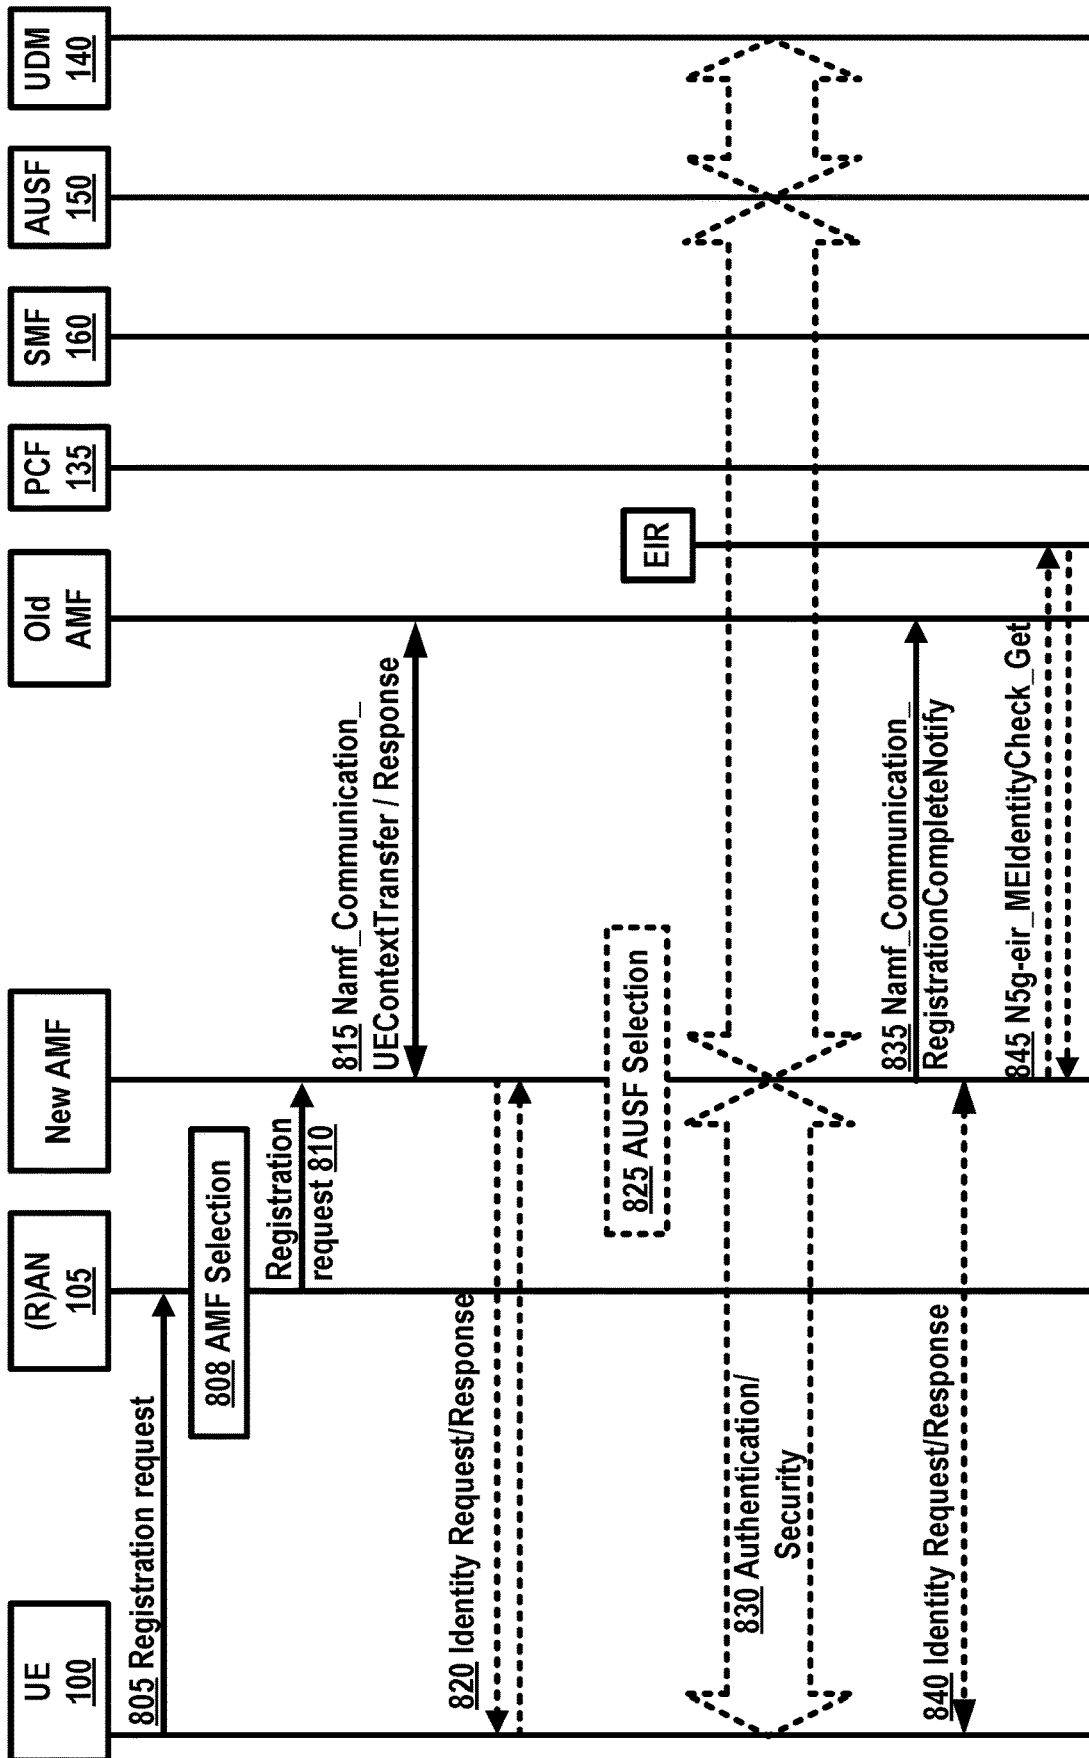 UE
100
(R)AN
105
New AMF
Old
AMF
PCF
135
SMF
160
AUSF
150
UDM
140
805 Registration request
808 AMF Selection
Registration
request 810
815 Namf_Communication_
UEContextTransfer / Response
820 Identity Request/Response
825 AUSF Selection
EIR
830 Authentication/
Security
835 Namf_Communication_
RegistrationCompleteNotify
840 Identity Request/Response
845 N5g-eir_MEIdentityCheck_Get